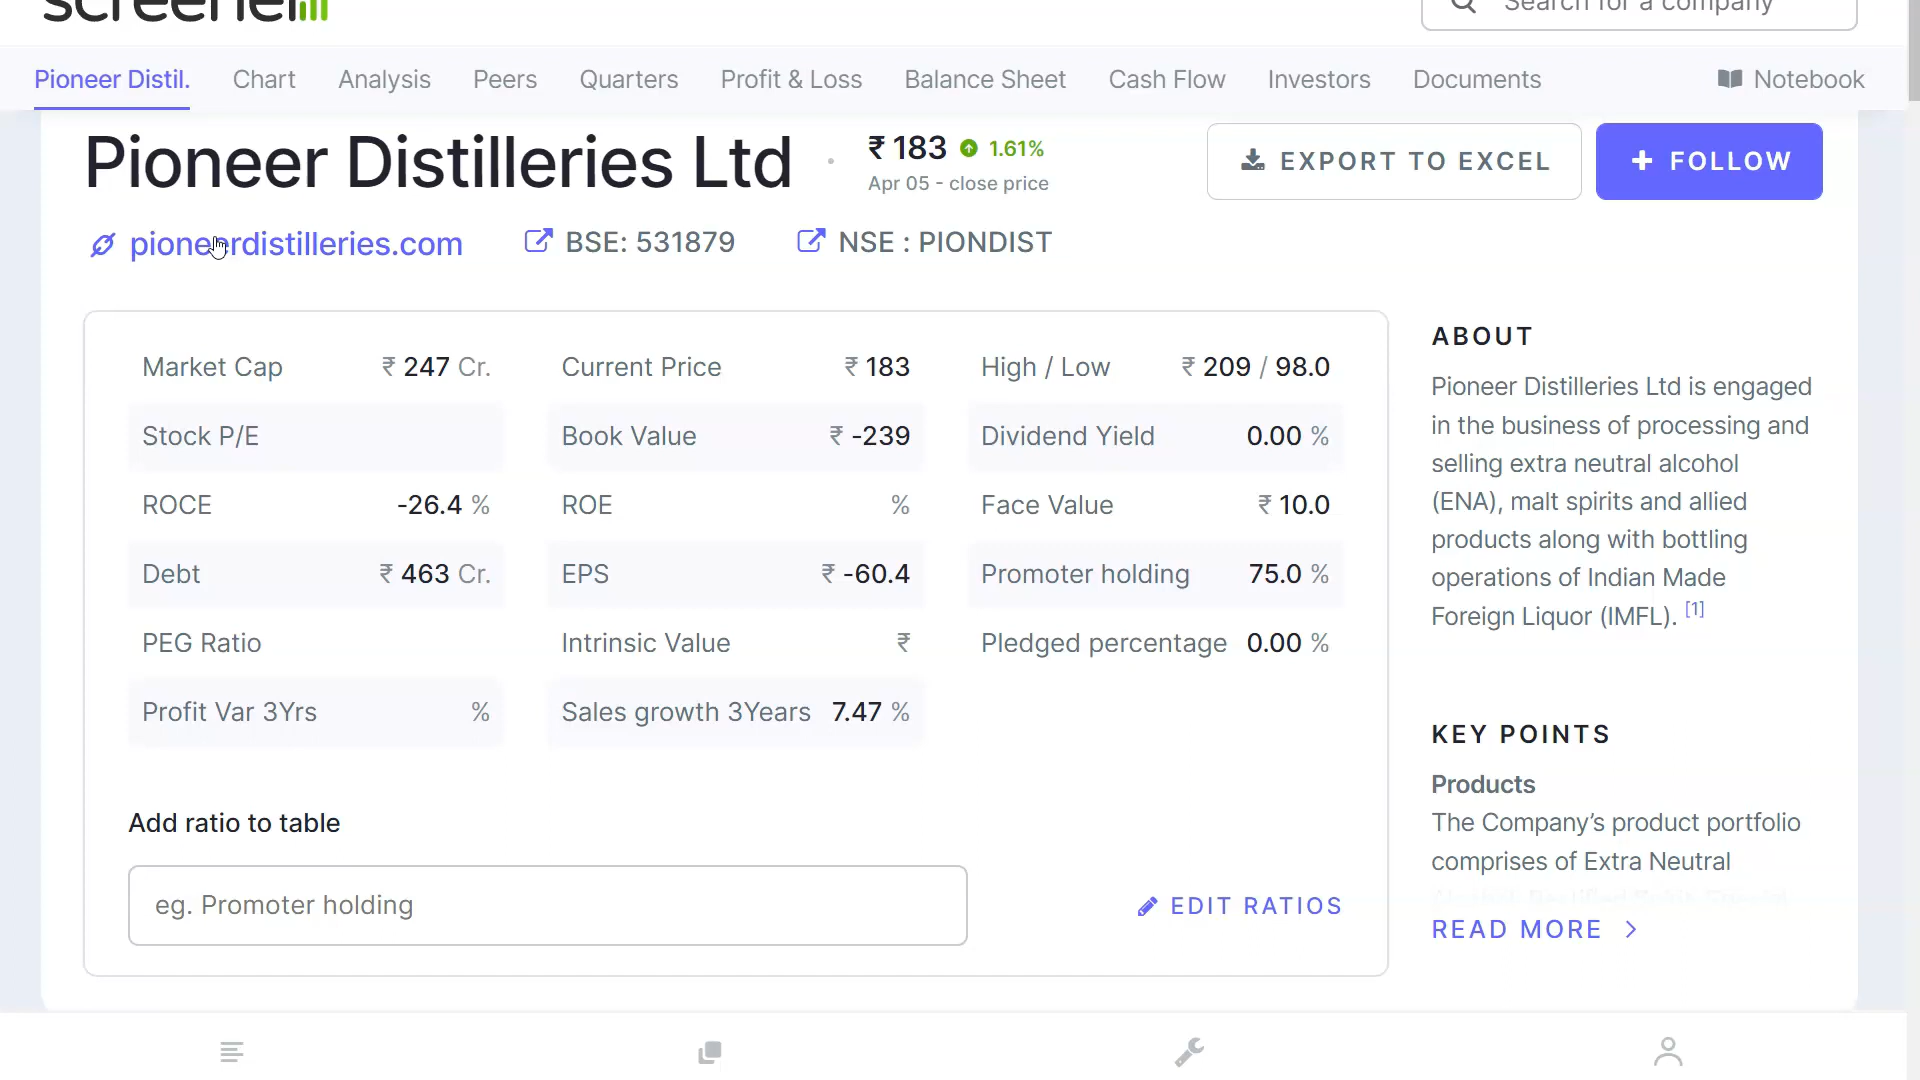 screener
Search for a company
Pioneer Distil. Chart Analysis Peers Quarters Profit & Loss Balance Sheet Cash Flow Investors Documents Notebook
Pioneer Distilleries Ltd
₹ 183 1.61%
Apr 05 - close price
EXPORT TO EXCEL
+ FOLLOW
pioneerdistilleries.com BSE: 531879 NSE : PIONDIST
Market Cap ₹ 247 Cr. Current Price ₹ 183 High / Low ₹ 209 / 98.0
Stock P/E Book Value ₹ -239 Dividend Yield 0.00 %
ROCE -26.4 % ROE % Face Value ₹ 10.0
Debt ₹ 463 Cr. EPS ₹ -60.4 Promoter holding 75.0 %
PEG Ratio Intrinsic Value ₹ Pledged percentage 0.00 %
Profit Var 3Yrs % Sales growth 3Years 7.47 %
Add ratio to table
eg. Promoter holding
EDIT RATIOS
ABOUT
Pioneer Distilleries Ltd is engaged
in the business of processing and
selling extra neutral alcohol
(ENA), malt spirits and allied
products along with bottling
operations of Indian Made
Foreign Liquor (IMFL). [1]
KEY POINTS
Products
The Company's product portfolio
comprises of Extra Neutral
READ MORE >